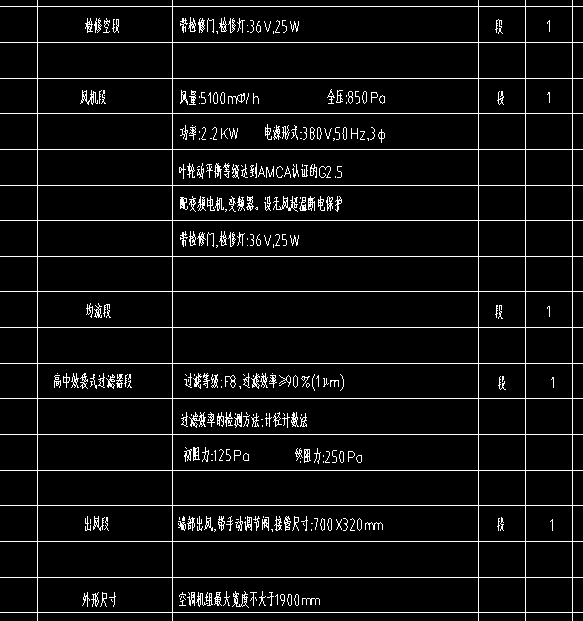 检修空段 带检修门,检修灯:36V,25W 段 1
风机段 风量:5100m³/h 全压:850Pa 段 1
功率:2.2KW 电源形式:380V,50Hz,3φ
叶轮动平衡等级达到AMCA认证的G2.5
配变频电机,变频器。设无风超温断电保护
带检修门,检修灯:36V,25W
均流段 段 1
高中效袋式过滤器段 过滤等级:F8,过滤效率≥90%(1μm) 段 1
过滤效率的检测方法:计径计数法
初阻力:125Pa 终阻力:250Pa
出风段 端部出风,带手动调节阀,接管尺寸:700X320mm 段 1
外形尺寸 空调机组最大宽度不大于1900mm